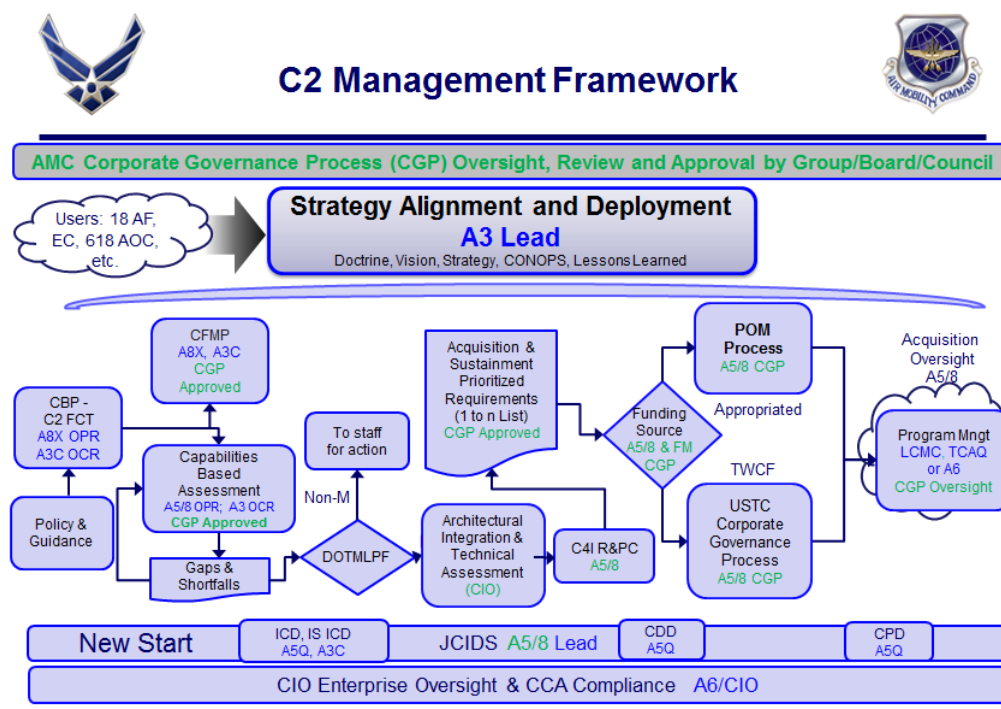 C2 Management Framework
AIR MOBILITY COMMAND
AMC Corporate Governance Process (CGP) Oversight, Review and Approval by Group/Board/Council
Users: 18 AF,
EC, 618 AOC,
etc.
Strategy Alignment and Deployment
A3 Lead
Doctrine, Vision, Strategy, CONOPS, Lessons Learned
CFMP
A8X, A3C
CGP
Approved
CBP -
C2 FCT
A8X OPR
A3C OCR
Policy &
Guidance
Capabilities
Based
Assessment
A5/8 OPR; A3 OCR
CGP Approved
Gaps &
Shortfalls
To staff
for action
Non-M
DOTMLPF
Acquisition &
Sustainment
Prioritized
Requirements
(1 to n List)
CGP Approved
Architectural
Integration &
Technical
Assessment
(CIO)
C4I R&PC
A5/8
Funding
Source
A5/8 & FM
CGP
POM
Process
A5/8 CGP
Appropriated
TWCF
USTC
Corporate
Governance
Process
A5/8 CGP
Acquisition
Oversight
A5/8
Program Mngt
LCMC, TCAQ
or A6
CGP Oversight
New Start
ICD, IS ICD
A5Q, A3C
JCIDS A5/8 Lead
CDD
A5Q
CPD
A5Q
CIO Enterprise Oversight & CCA Compliance A6/CIO